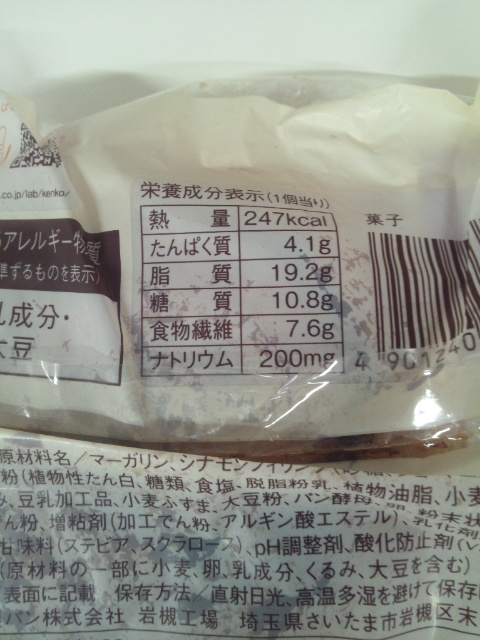 .co.jp/lab/kenko/
栄養成分表示(1個当り)
熱 量 247kcal
たんぱく質 4.1g
脂 質 19.2g
糖 質 10.8g
食物繊維 7.6g
ナトリウム 200mg
菓子
4 901240
アレルギー物質
準ずるものを表示)
乳成分・
大豆
原材料名/マーガリン、シナモンフィリング
粉(植物性たん白、糖類、食塩、脱脂粉乳、植物油脂、小麦
み、豆乳加工品、小麦ふすま、大豆粉、パン酵母、卵、粉末状
ん粉、増粘剤(加工でん粉、アルギン酸エステル)、乳化剤、
甘味料(ステビア、スクラロース)、pH調整剤、酸化防止剤(V
(原材料の一部に小麦、卵、乳成分、くるみ、大豆を含む)
表面に記載 保存方法/直射日光、高温多湿を避けて保存
パン株式会社 岩槻工場 埼玉県さいたま市岩槻区末